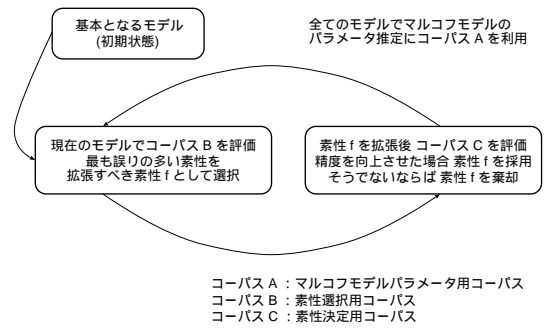 基本となるモデル
(初期状態)
全てのモデルでマルコフモデルの
パラメータ推定にコーパス A を利用
現在のモデルでコーパス B を評価
最も誤りの多い素性を
拡張すべき素性 f として選択
素性 f を拡張後 コーパス C を評価
精度を向上させた場合 素性 f を採用
そうでないならば 素性 f を棄却
コーパス A ：マルコフモデルパラメータ用コーパス
コーパス B ：素性選択用コーパス
コーパス C ：素性決定用コーパス